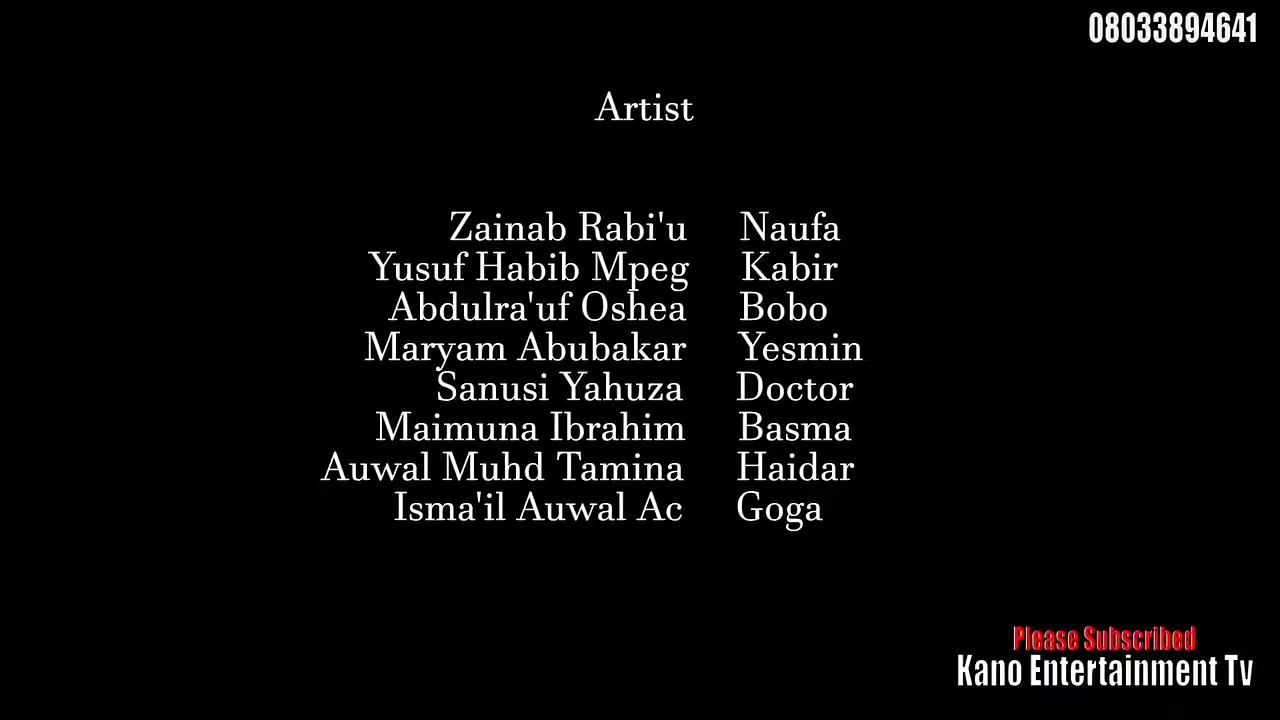 08033894641
Artist
Zainab Rabi'u Naufa
Yusuf Habib Mpeg Kabir
Abdulra'uf Oshea Bobo
Maryam Abubakar Yesmin
Sanusi Yahuza Doctor
Maimuna Ibrahim Basma
Auwal Muhd Tamina Haidar
Isma'il Auwal Ac Goga
Please Subscribed
Kano Entertainment Tv